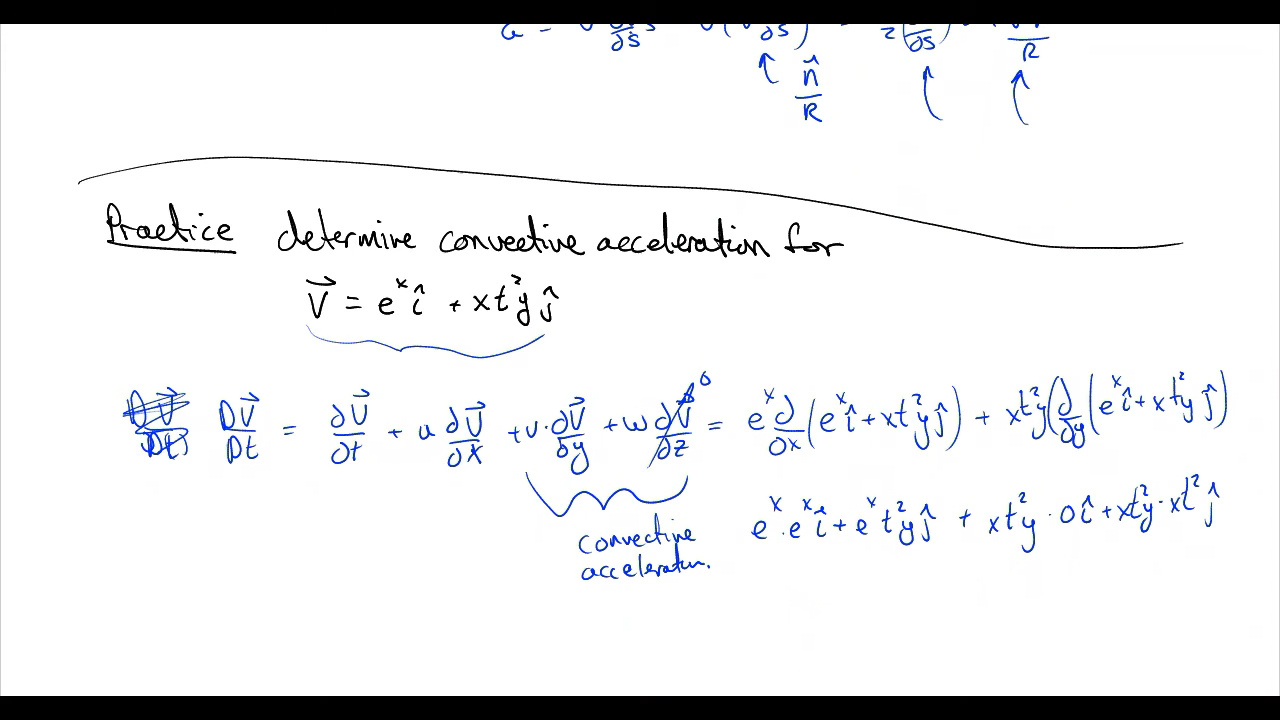 n̂/R
Practice determine convective acceleration for
V⃗ = eˣ î + xt²y ĵ
DV⃗/Dt = ∂V⃗/∂t + u ∂V⃗/∂x + v·∂V⃗/∂y + w ∂V⃗/∂z⁰ = eˣ ∂/∂x (eˣ î + xt²y ĵ) + xt²y (∂/∂y (eˣ î + xt²y ĵ)
eˣ·eˣ î + eˣ t²y ĵ + xt²y · 0 î + xt²y · xt² ĵ
convective
acceleration.